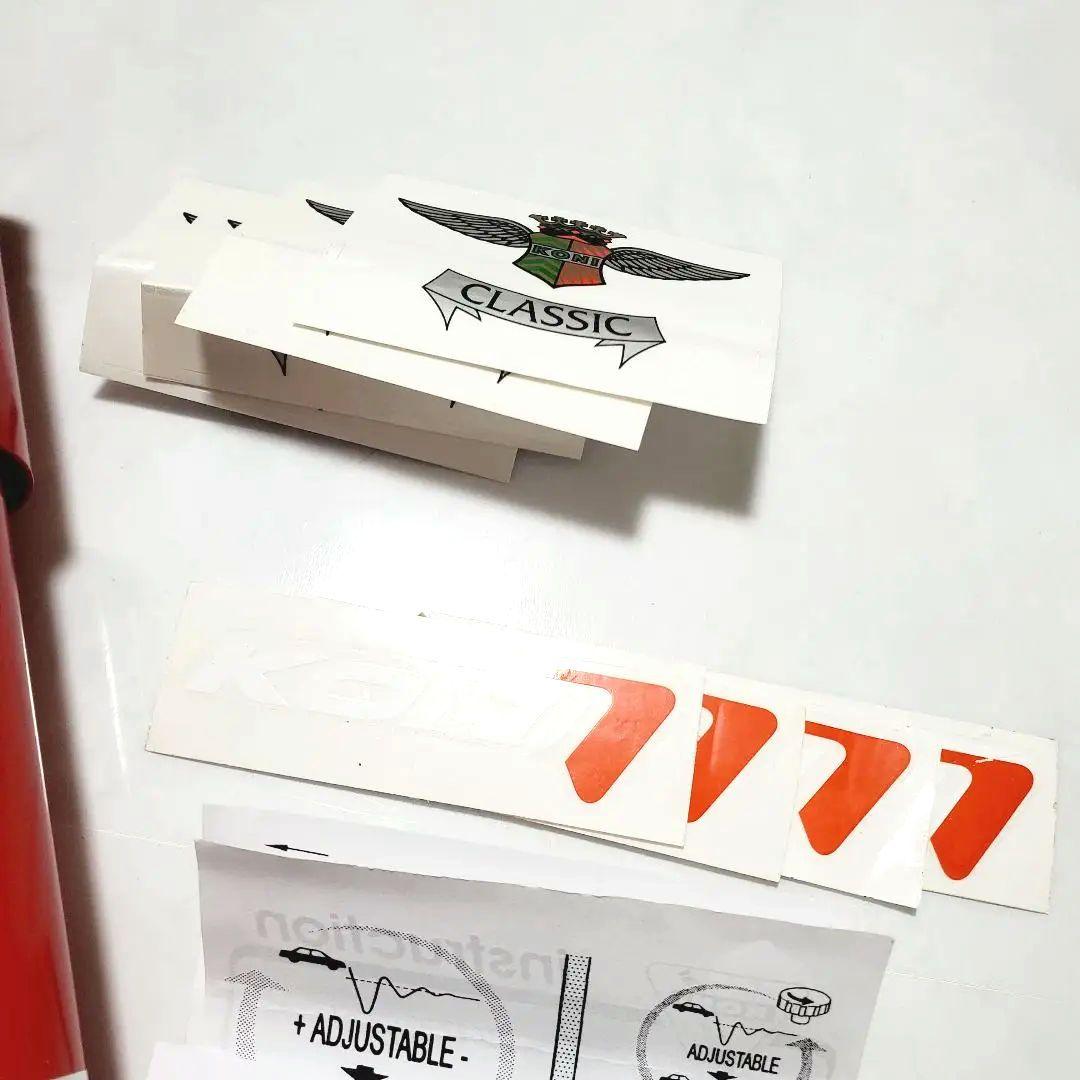 KONI
CLASSIC
KONI
instruction
+ ADJUSTABLE -
ADJUSTABLE